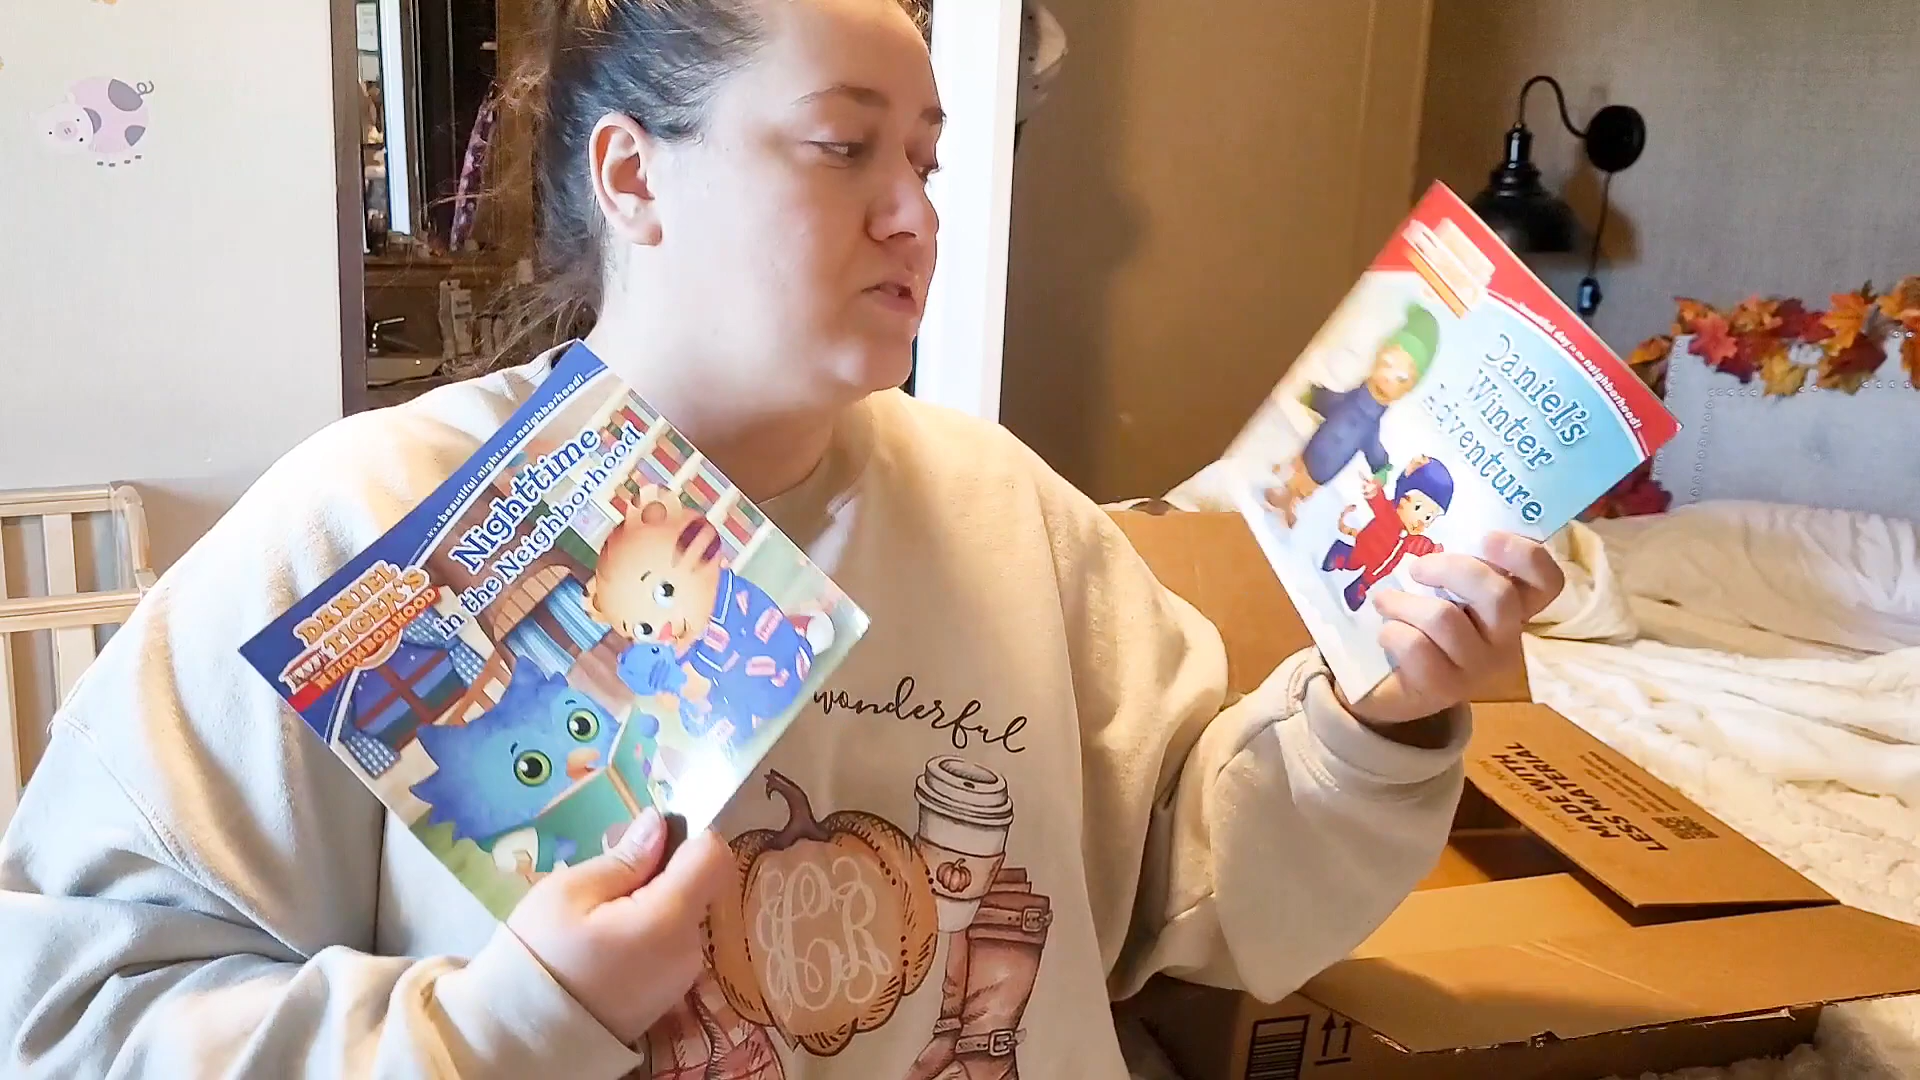 It's a beautiful night in the neighborhood!
DANIEL
TIGER'S
NEIGHBORHOOD
Nighttime
in the Neighborhood
beautiful day in the neighborhood!
Daniel's
Winter
Adventure
wonderful
MADE WITH
LESS MATERIAL